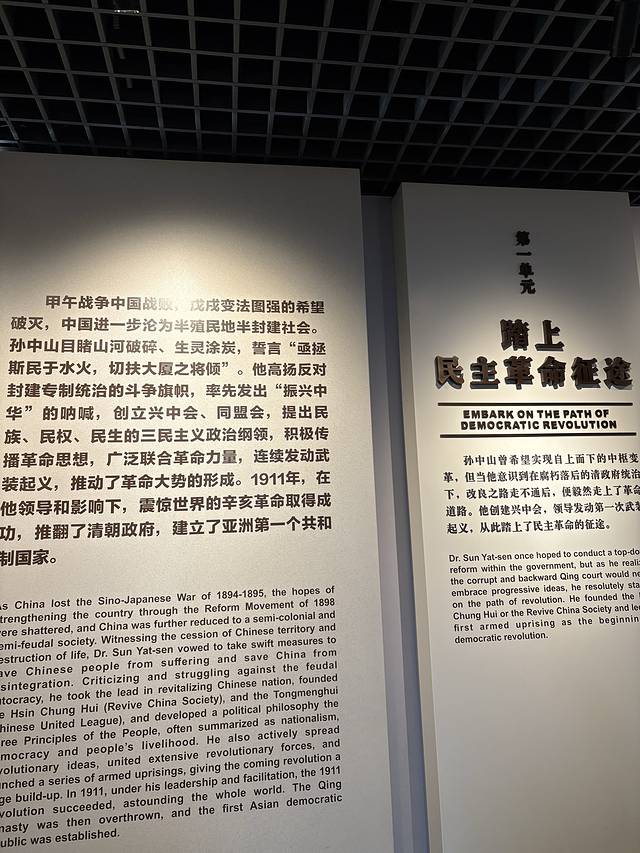 甲午战争中国战败，戊戌变法图强的希望
破灭，中国进一步沦为半殖民地半封建社会。
孙中山目睹山河破碎、生灵涂炭，誓言“亟拯
斯民于水火，切扶大厦之将倾”。他高扬反对
封建专制统治的斗争旗帜，率先发出“振兴中
华”的呐喊，创立兴中会、同盟会，提出民
族、民权、民生的三民主义政治纲领，积极传
播革命思想，广泛联合革命力量，连续发动武
装起义，推动了革命大势的形成。1911年，在
他领导和影响下，震惊世界的辛亥革命取得成
功，推翻了清朝政府，建立了亚洲第一个共和
制国家。
As China lost the Sino-Japanese War of 1894-1895, the hopes of
strengthening the country through the Reform Movement of 1898
were shattered, and China was further reduced to a semi-colonial and
semi-feudal society. Witnessing the cession of Chinese territory and
destruction of life, Dr. Sun Yat-sen vowed to take swift measures to
save Chinese people from suffering and save China from
disintegration. Criticizing and struggling against the feudal
autocracy, he took the lead in revitalizing Chinese nation, founded
the Hsin Chung Hui (Revive China Society), and the Tongmenghui
(Chinese United League), and developed a political philosophy the
Three Principles of the People, often summarized as nationalism,
democracy and people's livelihood. He also actively spread
revolutionary ideas, united extensive revolutionary forces, and
launched a series of armed uprisings, giving the coming revolution a
huge build-up. In 1911, under his leadership and facilitation, the 1911
Revolution succeeded, astounding the whole world. The Qing
Dynasty was then overthrown, and the first Asian democratic
republic was established.
第一单元
踏上
民主革命征途
EMBARK ON THE PATH OF
DEMOCRATIC REVOLUTION
孙中山曾希望实现自上而下的中枢变
革，但当他意识到在腐朽落后的清政府统治
下，改良之路走不通后，便毅然走上了革命
道路。他创建兴中会，领导发动第一次武装
起义，从此踏上了民主革命的征途。
Dr. Sun Yat-sen once hoped to conduct a top-do
reform within the government, but as he reali
the corrupt and backward Qing court would no
embrace progressive ideas, he resolutely sta
on the path of revolution. He founded the
Chung Hui or the Revive China Society and le
first armed uprising as the beginnin
democratic revolution.